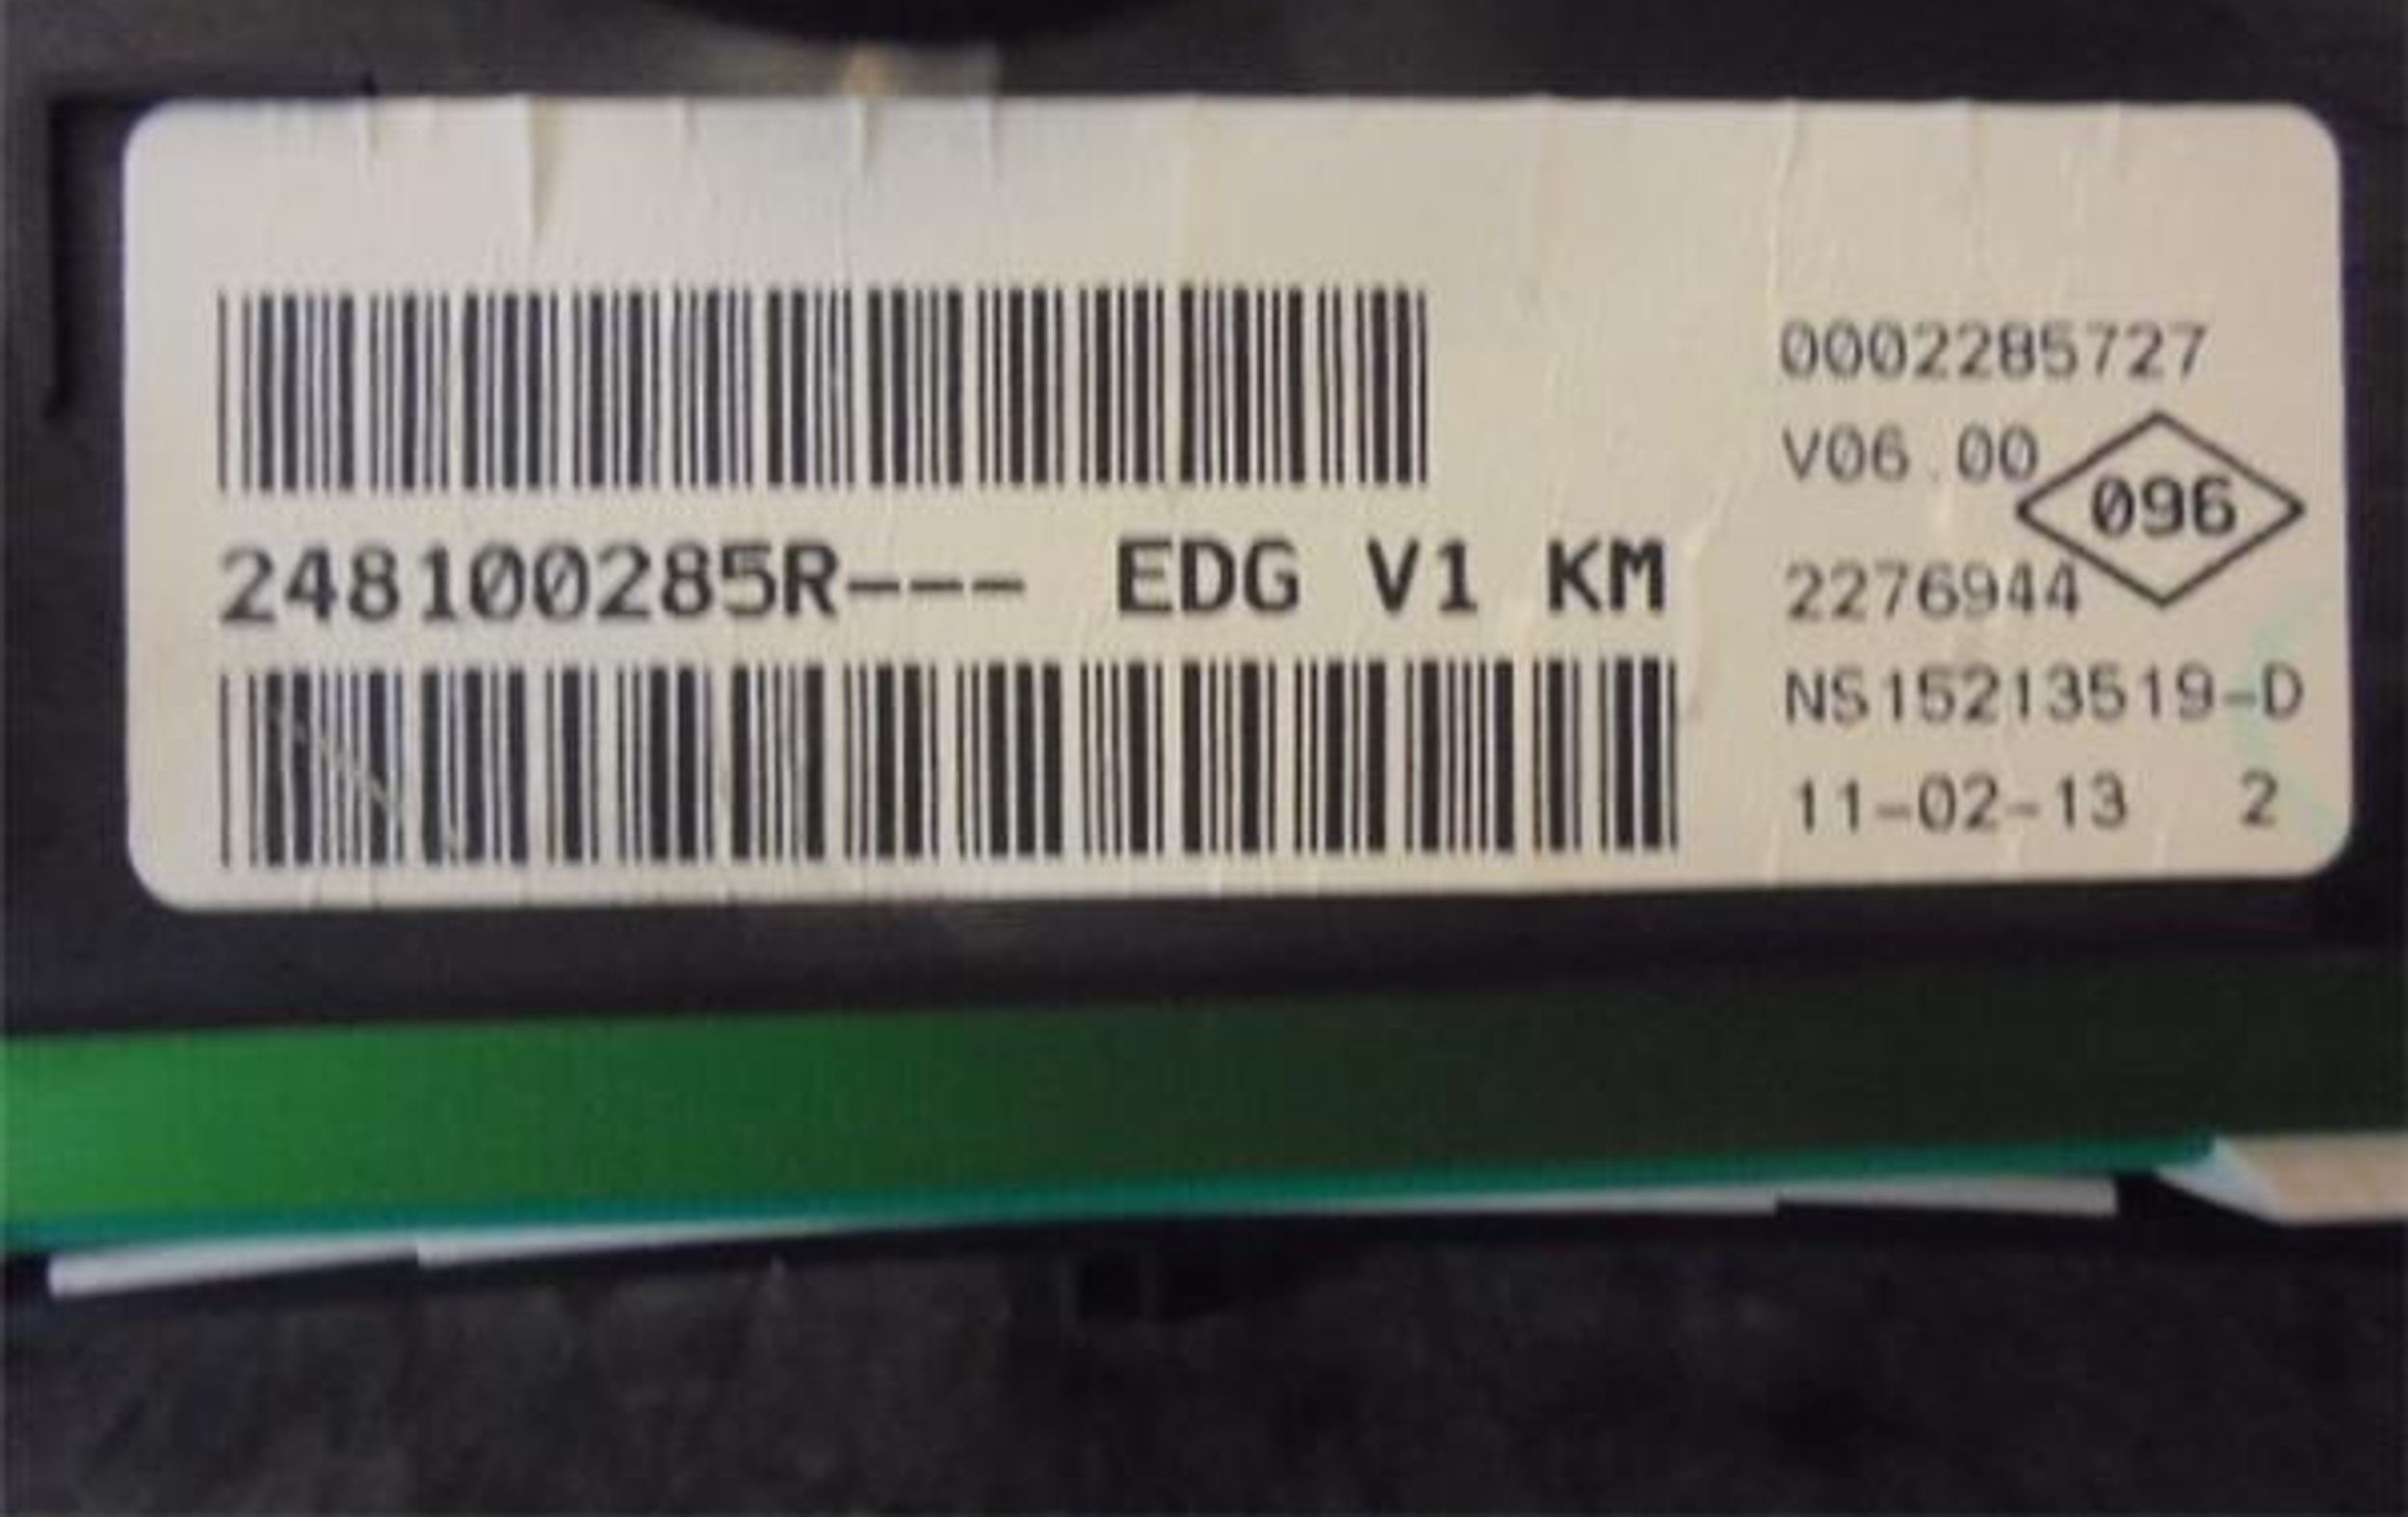 0002285727
V06.00
096
248100285R--- EDG V1 KM
2276944
NS15213519-D
11-02-13 2